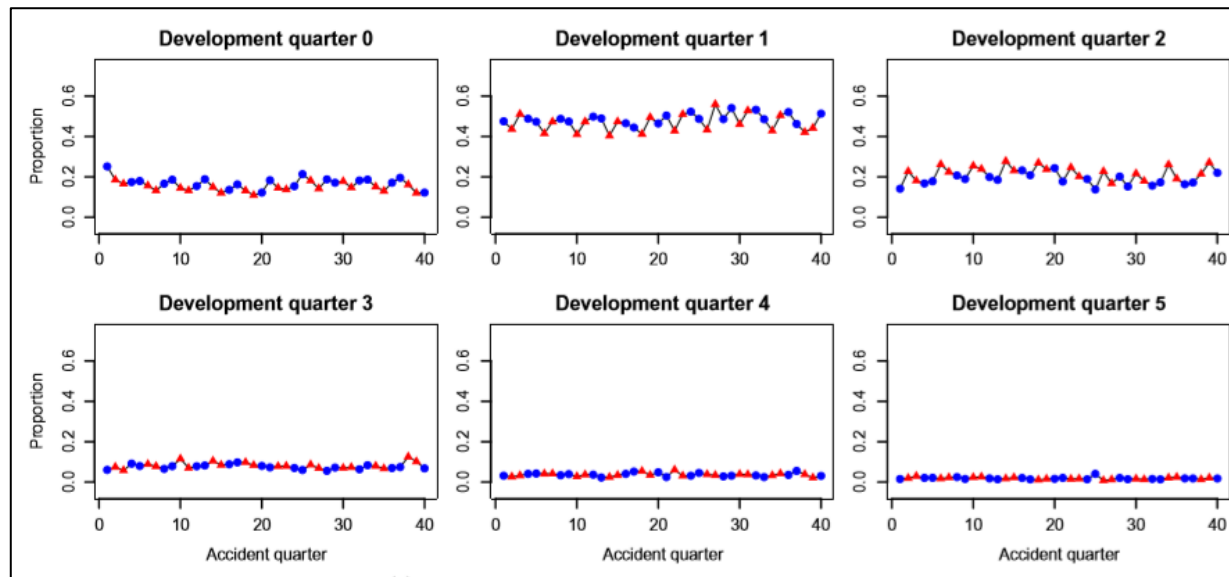 Development quarter 0
Development quarter 1
Development quarter 2
Proportion
0.0 0.2 0.4 0.6
0.0 0.2 0.4 0.6
0.0 0.2 0.4 0.6
0 10 20 30 40
0 10 20 30 40
0 10 20 30 40
Development quarter 3
Development quarter 4
Development quarter 5
Proportion
0.0 0.2 0.4 0.6
0.0 0.2 0.4 0.6
0.0 0.2 0.4 0.6
0 10 20 30 40
0 10 20 30 40
0 10 20 30 40
Accident quarter
Accident quarter
Accident quarter